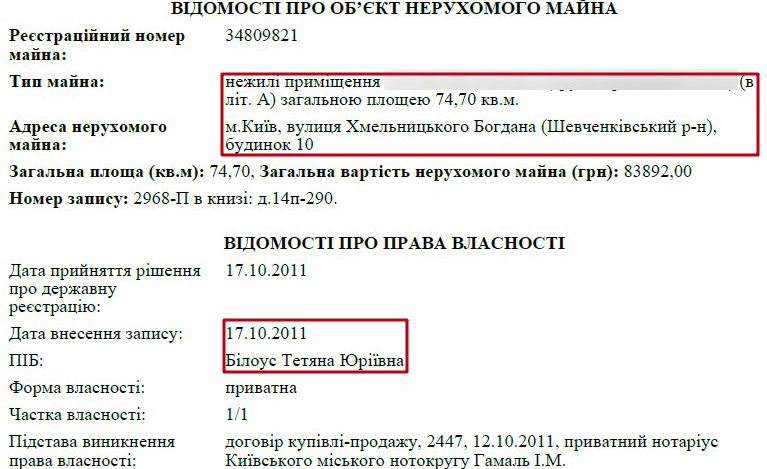 ВІДОМОСТІ ПРО ОБ’ЄКТ НЕРУХОМОГО МАЙНА
Реєстраційний номер майна: 34809821
Тип майна: нежилі приміщення (в літ. А) загальною площею 74,70 кв.м.
Адреса нерухомого майна: м.Київ, вулиця Хмельницького Богдана (Шевченківський р-н), будинок 10
Загальна площа (кв.м): 74,70, Загальна вартість нерухомого майна (грн): 83892,00
Номер запису: 2968-П в книзі: д.14п-290.
ВІДОМОСТІ ПРО ПРАВА ВЛАСНОСТІ
Дата прийняття рішення про державну реєстрацію: 17.10.2011
Дата внесення запису: 17.10.2011
ПІБ: Білоус Тетяна Юріївна
Форма власності: приватна
Частка власності: 1/1
Підстава виникнення права власності: договір купівлі-продажу, 2447, 12.10.2011, приватний нотаріус Київського міського нотокругу Гамаль І.М.